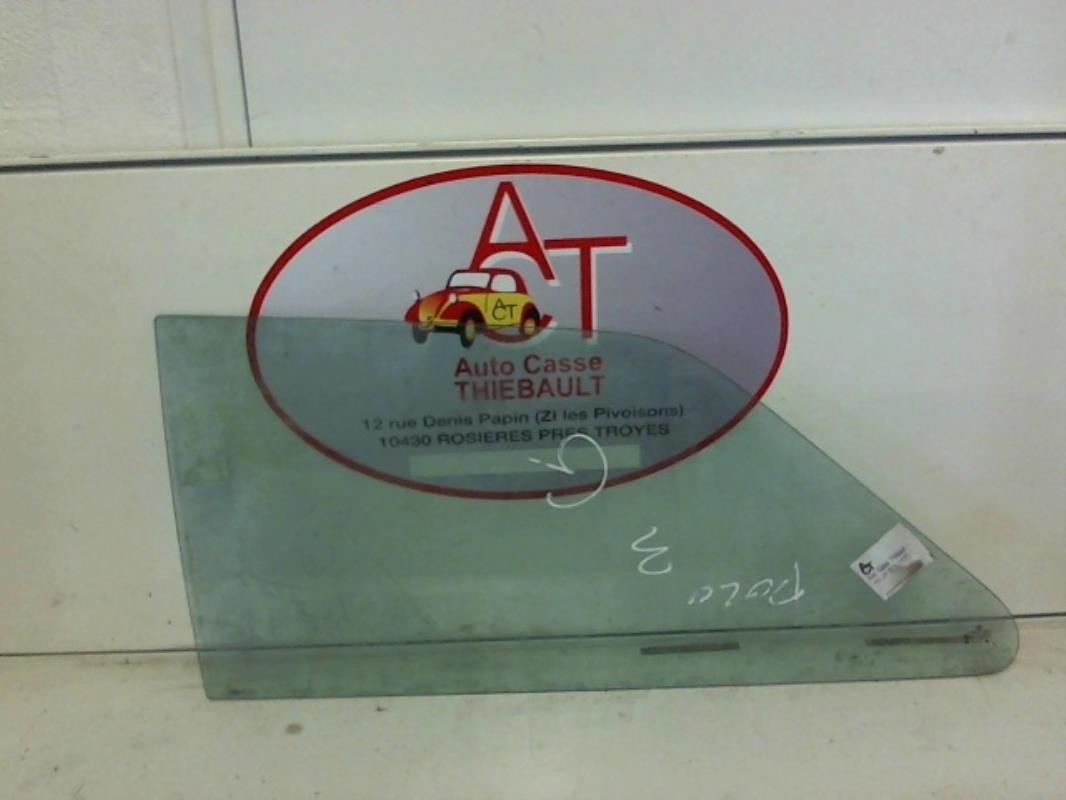 ACT
ACT
Auto Casse
THIEBAULT
12 rue Denis Papin (ZI les Pivoisons)
10430 ROSIERES PRES TROYES
G
3
POLO